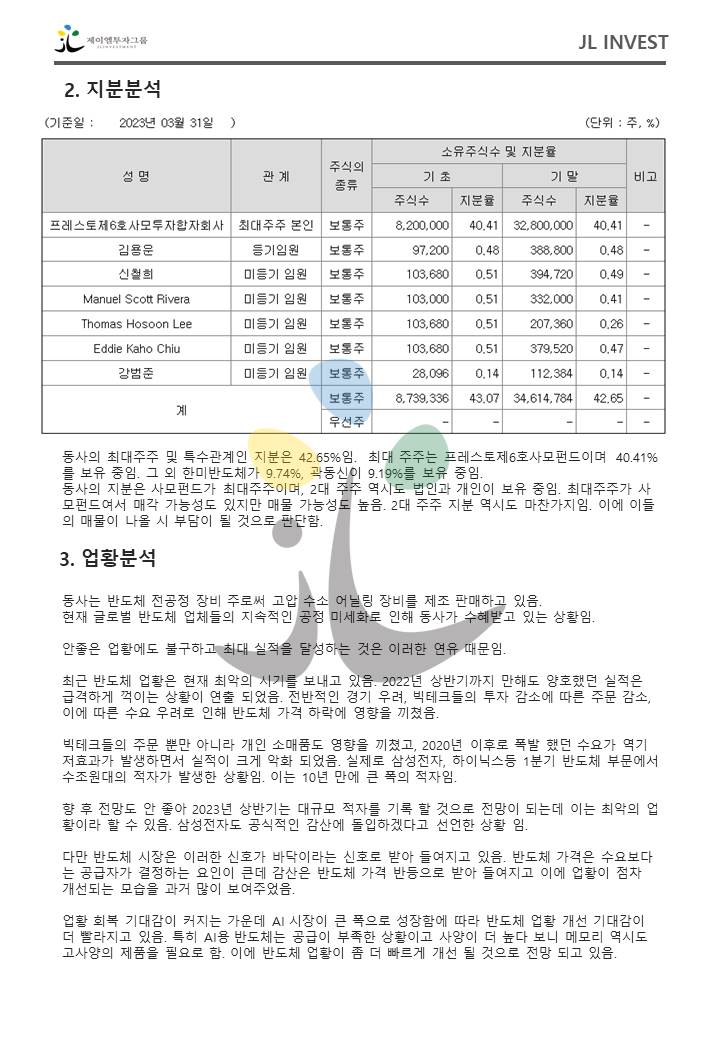 제이엘투자그룹
JLINVESTMENT
JL INVEST
2. 지분분석
(기준일 : 2023년 03월 31일 )
(단위 : 주, %)
성 명 관 계 주식의 종류 소유주식수 및 지분율 비고
기 초 기 말
주식수 지분율 주식수 지분율
프레스토제6호사모투자합자회사 최대주주 본인 보통주 8,200,000 40.41 32,800,000 40.41 -
김용운 등기임원 보통주 97,200 0.48 388,800 0.48 -
신철희 미등기 임원 보통주 103,680 0.51 394,720 0.49 -
Manuel Scott Rivera 미등기 임원 보통주 103,000 0.51 332,000 0.41 -
Thomas Hosoon Lee 미등기 임원 보통주 103,680 0.51 207,360 0.26 -
Eddie Kaho Chiu 미등기 임원 보통주 103,680 0.51 379,520 0.47 -
강범준 미등기 임원 보통주 28,096 0.14 112,384 0.14 -
계 보통주 8,739,336 43.07 34,614,784 42.65 -
우선주 - - - - -
동사의 최대주주 및 특수관계인 지분은 42.65%임. 최대 주주는 프레스토제6호사모펀드이며 40.41%
를 보유 중임. 그 외 한미반도체가 9.74%, 곽동신이 9.19%를 보유 중임.
동사의 지분은 사모펀드가 최대주주이며, 2대 주주 역시도 법인과 개인이 보유 중임. 최대주주가 사
모펀드여서 매각 가능성도 있지만 매물 가능성도 높음. 2대 주주 지분 역시도 마찬가지임. 이에 이들
의 매물이 나올 시 부담이 될 것으로 판단함.
3. 업황분석
동사는 반도체 전공정 장비 주로써 고압 수소 어닐링 장비를 제조 판매하고 있음.
현재 글로벌 반도체 업체들의 지속적인 공정 미세화로 인해 동사가 수혜받고 있는 상황임.
안좋은 업황에도 불구하고 최대 실적을 달성하는 것은 이러한 연유 때문임.
최근 반도체 업황은 현재 최악의 시기를 보내고 있음. 2022년 상반기까지 만해도 양호했던 실적은
급격하게 꺽이는 상황이 연출 되었음. 전반적인 경기 우려, 빅테크들의 투자 감소에 따른 주문 감소,
이에 따른 수요 우려로 인해 반도체 가격 하락에 영향을 끼쳤음.
빅테크들의 주문 뿐만 아니라 개인 소매품도 영향을 끼쳤고, 2020년 이후로 폭발 했던 수요가 역기
저효과가 발생하면서 실적이 크게 악화 되었음. 실제로 삼성전자, 하이닉스등 1분기 반도체 부문에서
수조원대의 적자가 발생한 상황임. 이는 10년 만에 큰 폭의 적자임.
향 후 전망도 안 좋아 2023년 상반기는 대규모 적자를 기록 할 것으로 전망이 되는데 이는 최악의 업
황이라 할 수 있음. 삼성전자도 공식적인 감산에 돌입하겠다고 선언한 상황 임.
다만 반도체 시장은 이러한 신호가 바닥이라는 신호로 받아 들여지고 있음. 반도체 가격은 수요보다
는 공급자가 결정하는 요인이 큰데 감산은 반도체 가격 반등으로 받아 들여지고 이에 업황이 점차
개선되는 모습을 과거 많이 보여주었음.
업황 회복 기대감이 커지는 가운데 AI 시장이 큰 폭으로 성장함에 따라 반도체 업황 개선 기대감이
더 빨라지고 있음. 특히 AI용 반도체는 공급이 부족한 상황이고 사양이 더 높다 보니 메모리 역시도
고사양의 제품을 필요로 함. 이에 반도체 업황이 좀 더 빠르게 개선 될 것으로 전망 되고 있음.